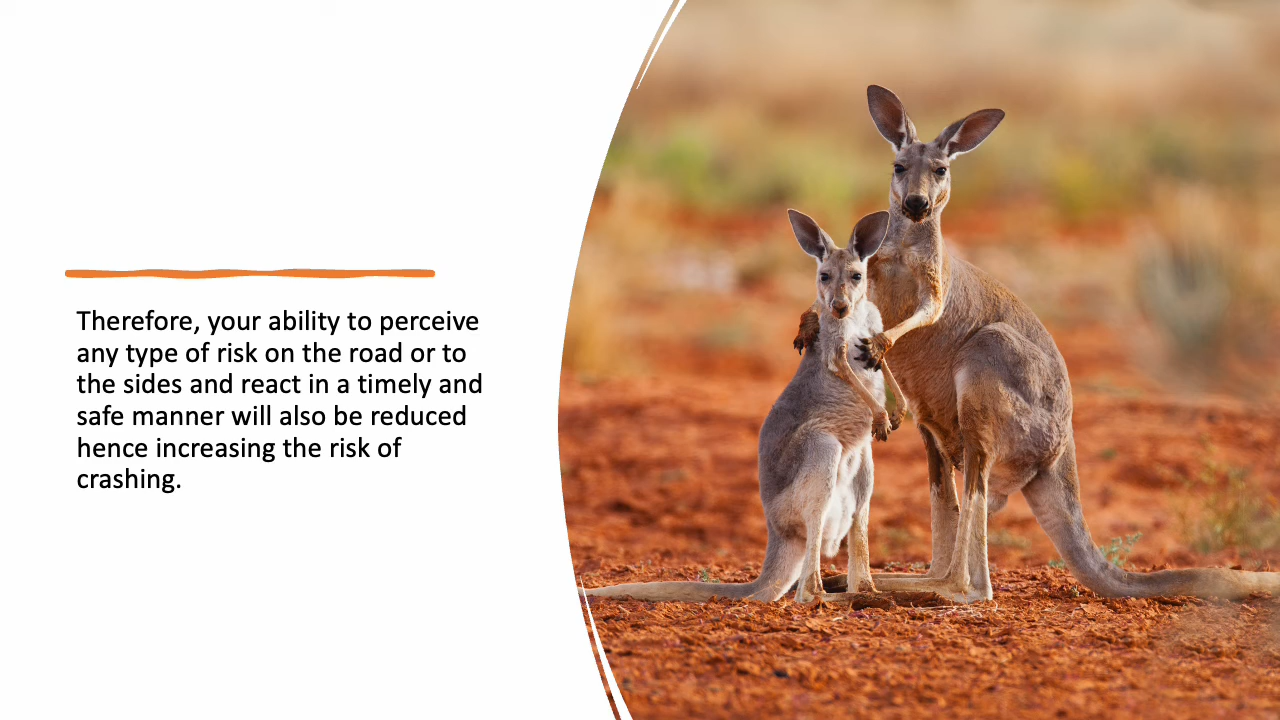 Therefore, your ability to perceive
any type of risk on the road or to
the sides and react in a timely and
safe manner will also be reduced
hence increasing the risk of
crashing.